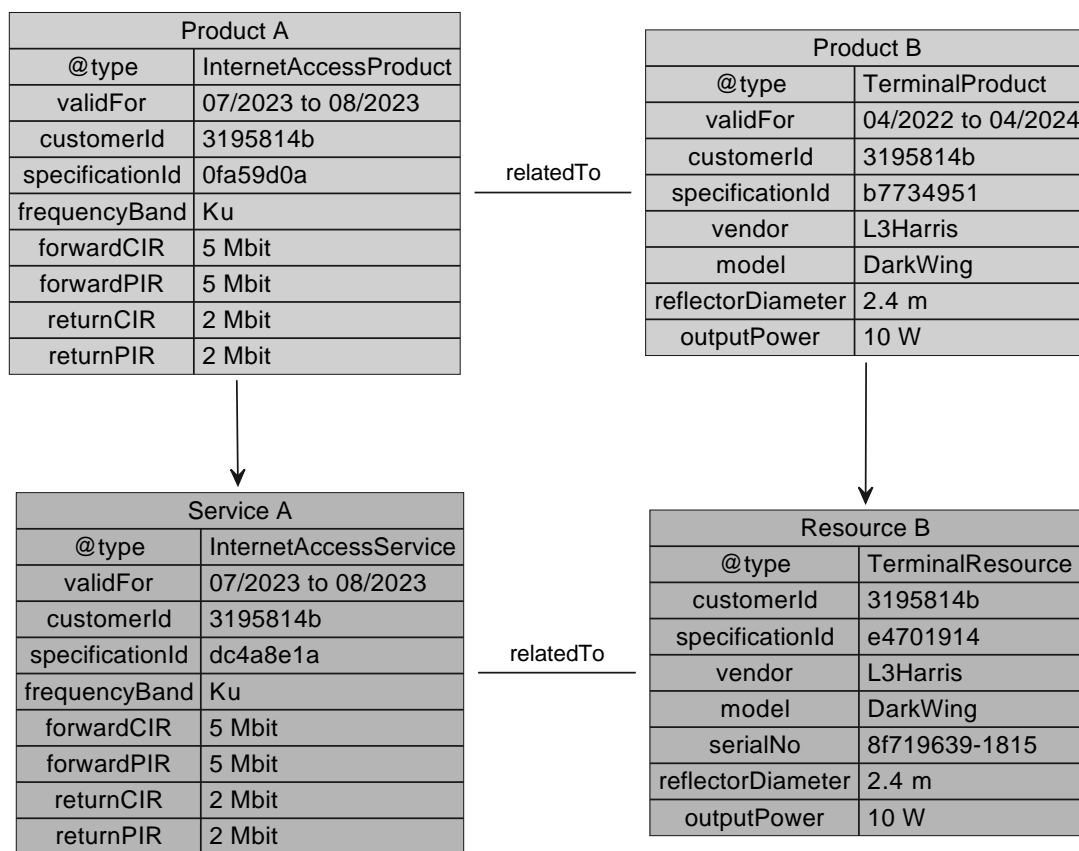 Product A
@type InternetAccessProduct
validFor 07/2023 to 08/2023
customerId 3195814b
specificationId 0fa59d0a
frequencyBand Ku
forwardCIR 5 Mbit
forwardPIR 5 Mbit
returnCIR 2 Mbit
returnPIR 2 Mbit
relatedTo
Product B
@type TerminalProduct
validFor 04/2022 to 04/2024
customerId 3195814b
specificationId b7734951
vendor L3Harris
model DarkWing
reflectorDiameter 2.4 m
outputPower 10 W
Service A
@type InternetAccessService
validFor 07/2023 to 08/2023
customerId 3195814b
specificationId dc4a8e1a
frequencyBand Ku
forwardCIR 5 Mbit
forwardPIR 5 Mbit
returnCIR 2 Mbit
returnPIR 2 Mbit
relatedTo
Resource B
@type TerminalResource
customerId 3195814b
specificationId e4701914
vendor L3Harris
model DarkWing
serialNo 8f719639-1815
reflectorDiameter 2.4 m
outputPower 10 W